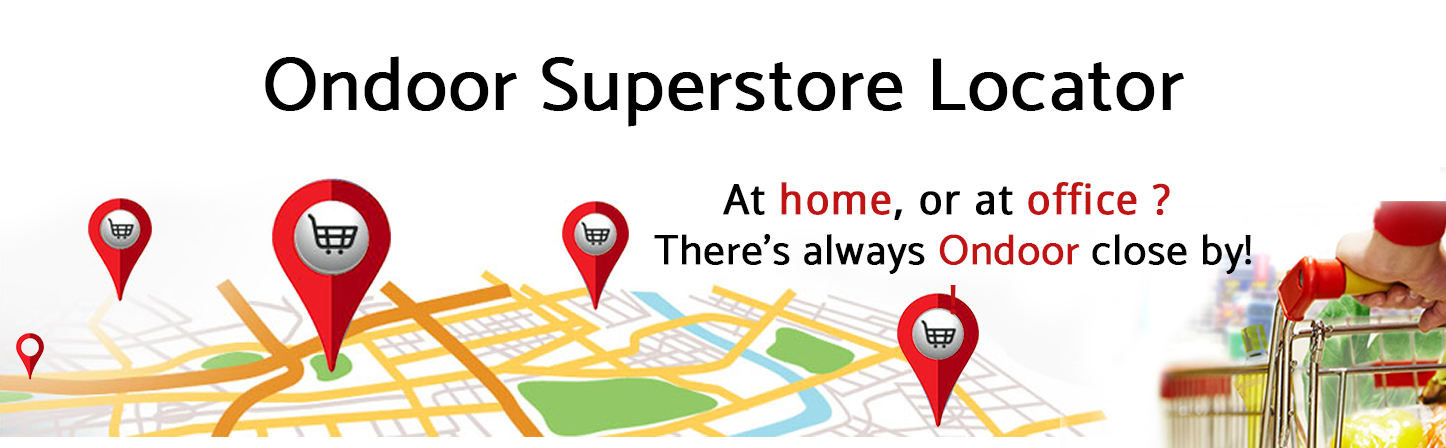 Ondoor Superstore Locator
At home, or at office ?
There's always Ondoor close by!